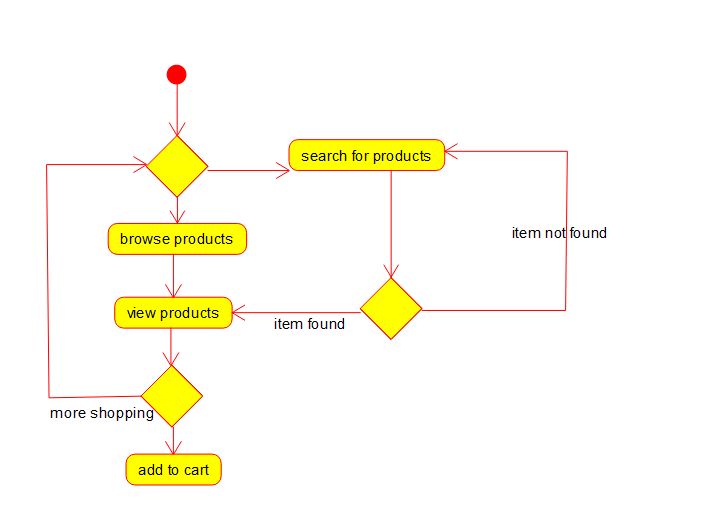 search for products
item not found
browse products
view products
item found
more shopping
add to cart